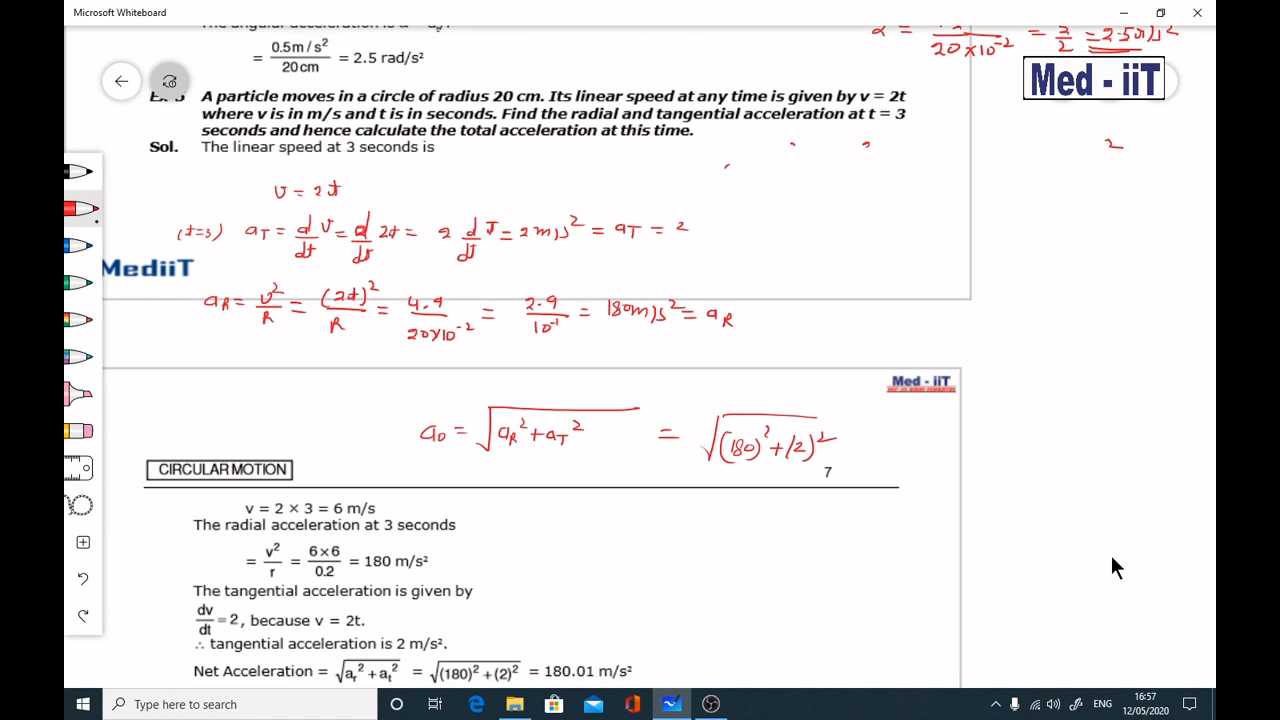 Microsoft Whiteboard
= 0.5m/s² / 20cm = 2.5 rad/s²
20×10⁻² = = 2.5
Med - iiT
A particle moves in a circle of radius 20 cm. Its linear speed at any time is given by v = 2t
where v is in m/s and t is in seconds. Find the radial and tangential acceleration at t = 3
seconds and hence calculate the total acceleration at this time.
Sol. The linear speed at 3 seconds is
2
v = 2t
(t=3) aT = d/dt v = d/dt 2t = 2 d/dt t = 2 m/s² = aT = 2
MediiT
aR = v²/R = (2t)²/R = 4.9/20×10⁻² = 2.9/10⁻¹ = 180 m/s² = aR
Med - iiT
a₀ = √aR² + aT² = √(180)² + (2)²
7
CIRCULAR MOTION
v = 2 × 3 = 6 m/s
The radial acceleration at 3 seconds
= v²/r = 6×6/0.2 = 180 m/s²
The tangential acceleration is given by
dv/dt = 2, because v = 2t.
∴ tangential acceleration is 2 m/s².
Net Acceleration = √ar² + at² = √(180)² + (2)² = 180.01 m/s²
Type here to search
ENG
16:57
12/05/2020